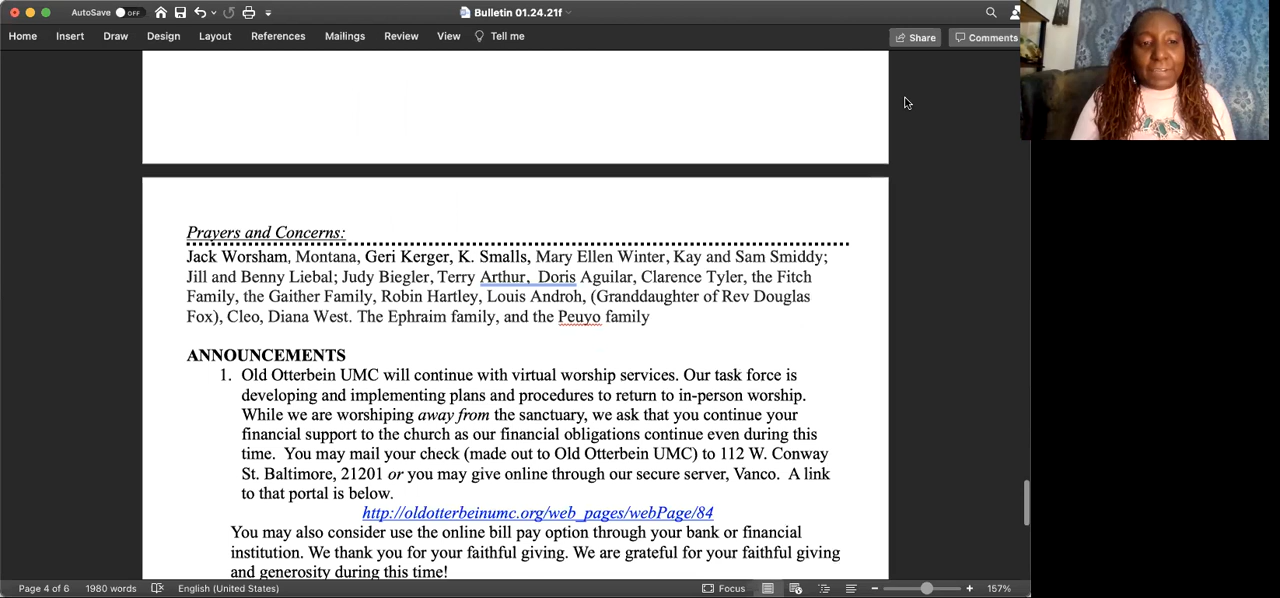 AutoSave OFF
Bulletin 01.24.21f
Home Insert Draw Design Layout References Mailings Review View Tell me
Share Comments
Prayers and Concerns:
Jack Worsham, Montana, Geri Kerger, K. Smalls, Mary Ellen Winter, Kay and Sam Smiddy;
Jill and Benny Liebal; Judy Biegler, Terry Arthur, Doris Aguilar, Clarence Tyler, the Fitch
Family, the Gaither Family, Robin Hartley, Louis Androh, (Granddaughter of Rev Douglas
Fox), Cleo, Diana West. The Ephraim family, and the Peuyo family
ANNOUNCEMENTS
1. Old Otterbein UMC will continue with virtual worship services. Our task force is
developing and implementing plans and procedures to return to in-person worship.
While we are worshiping away from the sanctuary, we ask that you continue your
financial support to the church as our financial obligations continue even during this
time. You may mail your check (made out to Old Otterbein UMC) to 112 W. Conway
St. Baltimore, 21201 or you may give online through our secure server, Vanco. A link
to that portal is below.
http://oldotterbeinumc.org/web_pages/webPage/84
You may also consider use the online bill pay option through your bank or financial
institution. We thank you for your faithful giving. We are grateful for your faithful giving
and generosity during this time!
Page 4 of 6 1980 words English (United States) Focus 157%